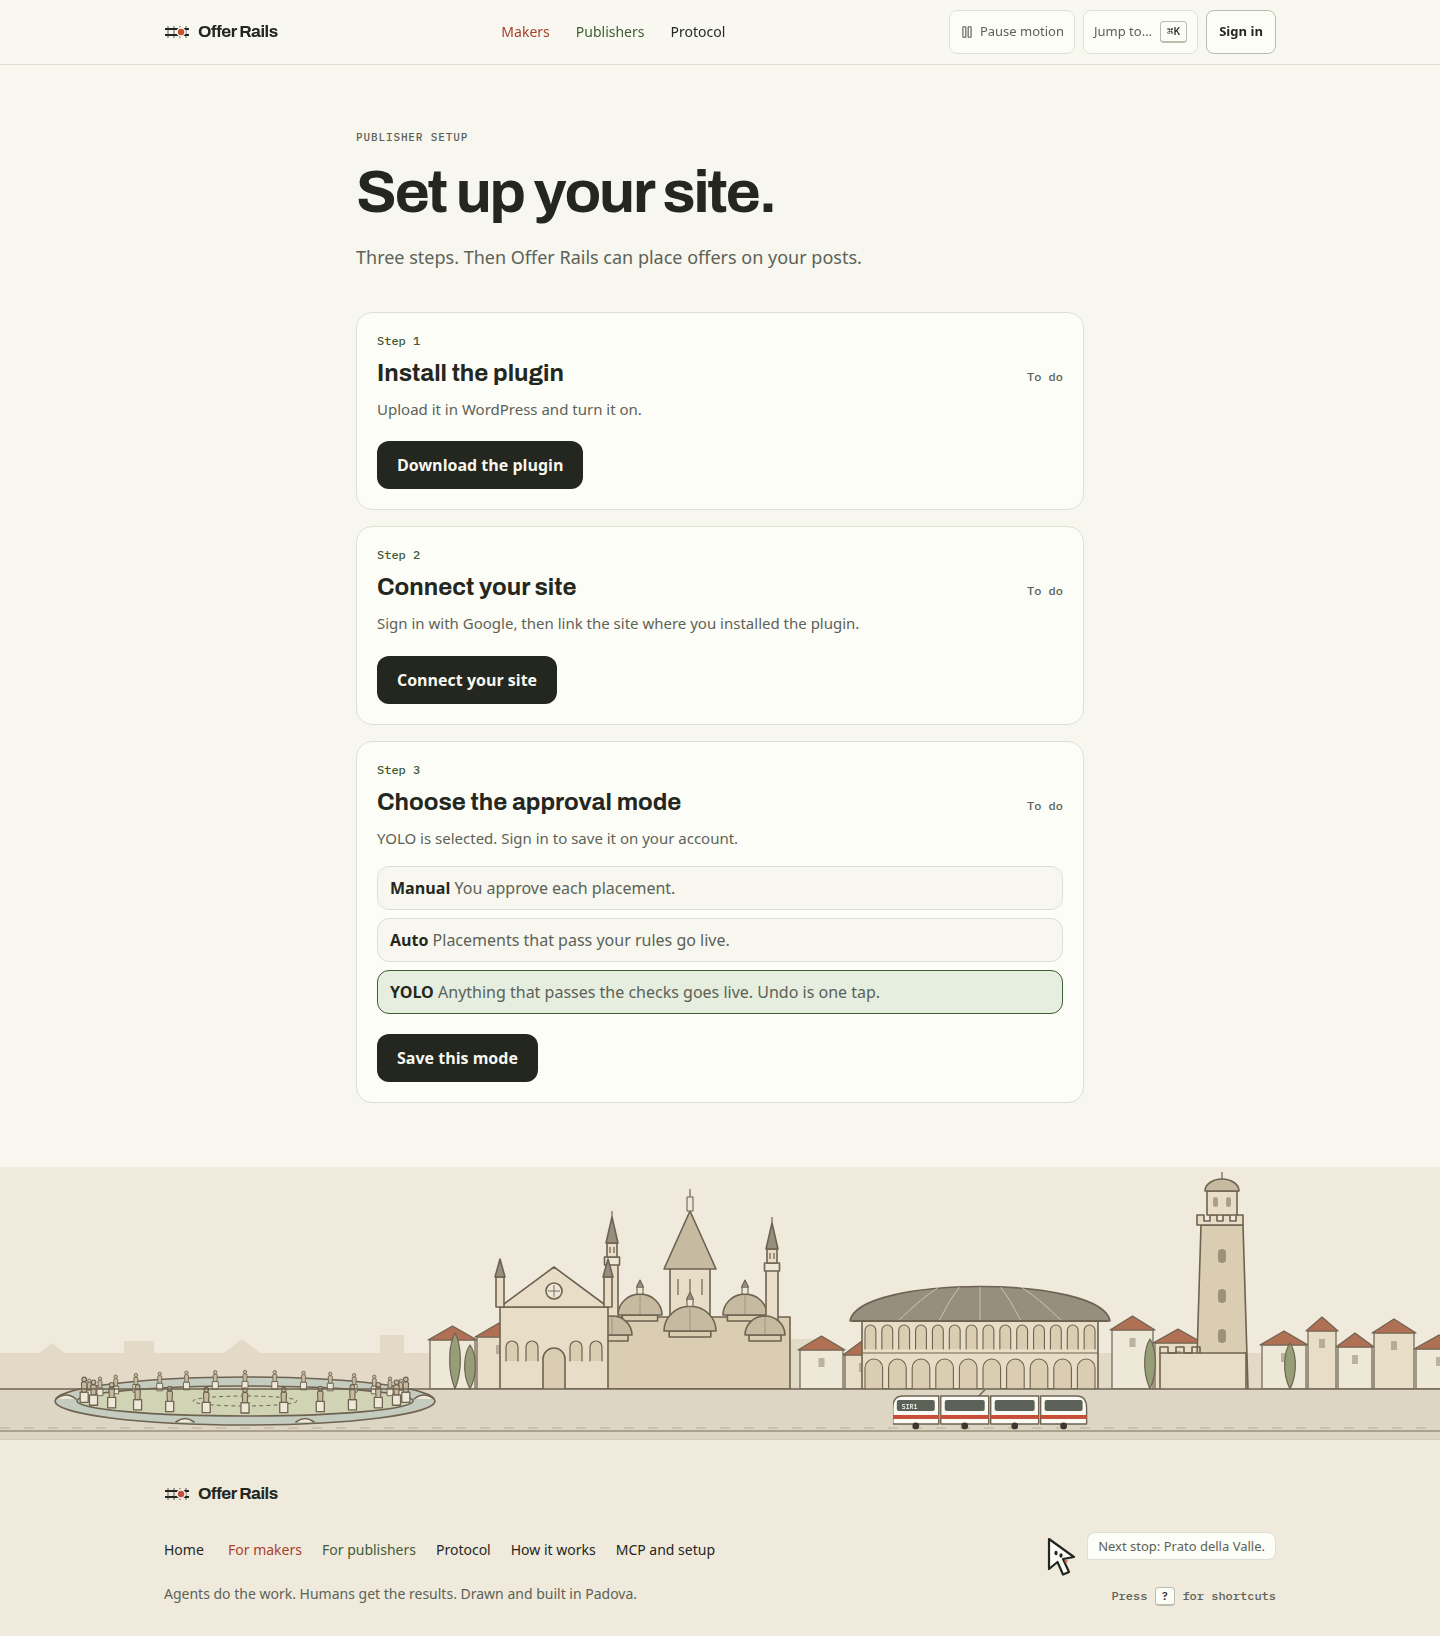 Offer Rails
Makers Publishers Protocol
Pause motion
Jump to... ⌘K
Sign in
PUBLISHER SETUP
Set up your site.
Three steps. Then Offer Rails can place offers on your posts.
Step 1
Install the plugin
To do
Upload it in WordPress and turn it on.
Download the plugin
Step 2
Connect your site
To do
Sign in with Google, then link the site where you installed the plugin.
Connect your site
Step 3
Choose the approval mode
To do
YOLO is selected. Sign in to save it on your account.
Manual You approve each placement.
Auto Placements that pass your rules go live.
YOLO Anything that passes the checks goes live. Undo is one tap.
Save this mode
SIR1
Offer Rails
Home For makers For publishers Protocol How it works MCP and setup
Next stop: Prato della Valle.
Agents do the work. Humans get the results. Drawn and built in Padova.
Press ? for shortcuts